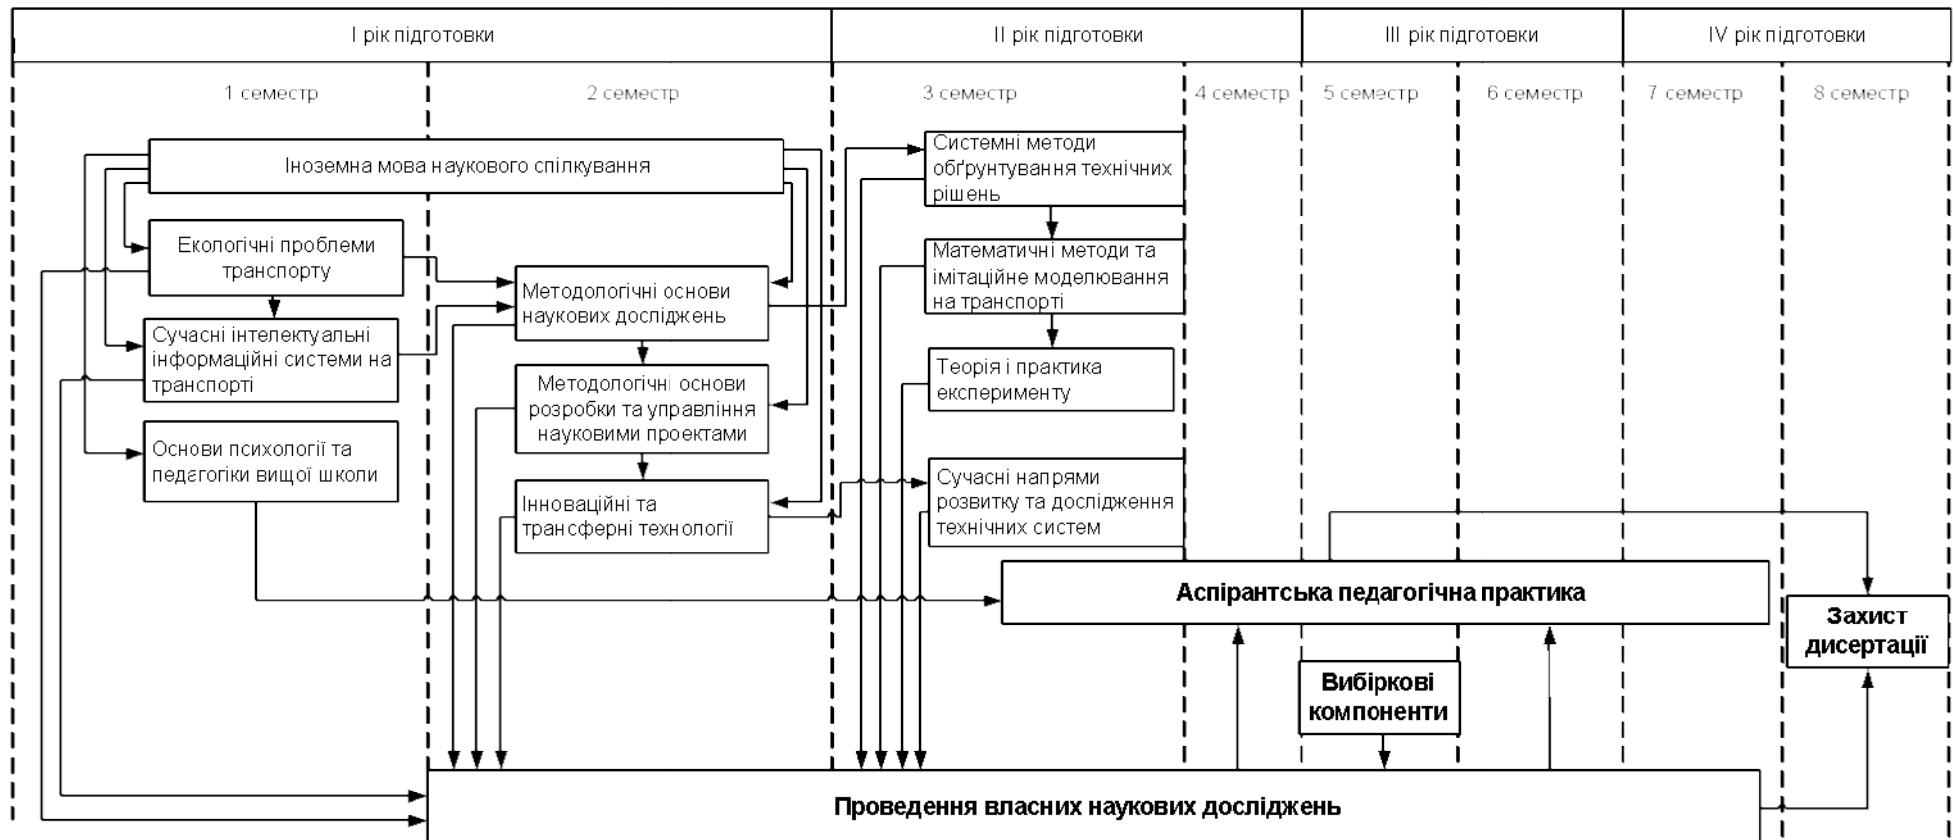 І рік підготовки
ІІ рік підготовки
ІІІ рік підготовки
ІV рік підготовки
1 семестр
2 семестр
3 семестр
4 семестр
5 семестр
6 семестр
7 семестр
8 семестр
Іноземна мова наукового спілкування
Екологічні проблеми
транспорту
Сучасні інтелектуальні
інформаційні системи на
транспорті
Основи психології та
педагогіки вищої школи
Методологічні основи
наукових досліджень
Методологічні основи
розробки та управління
науковими проектами
Інноваційні та
трансферні технології
Системні методи
обґрунтування технічних
рішень
Математичні методи та
імітаційне моделювання
на транспорті
Теорія і практика
експерименту
Сучасні напрями
розвитку та дослідження
технічних систем
Аспірантська педагогічна практика
Захист
дисертації
Вибіркові
компоненти
Проведення власних наукових досліджень